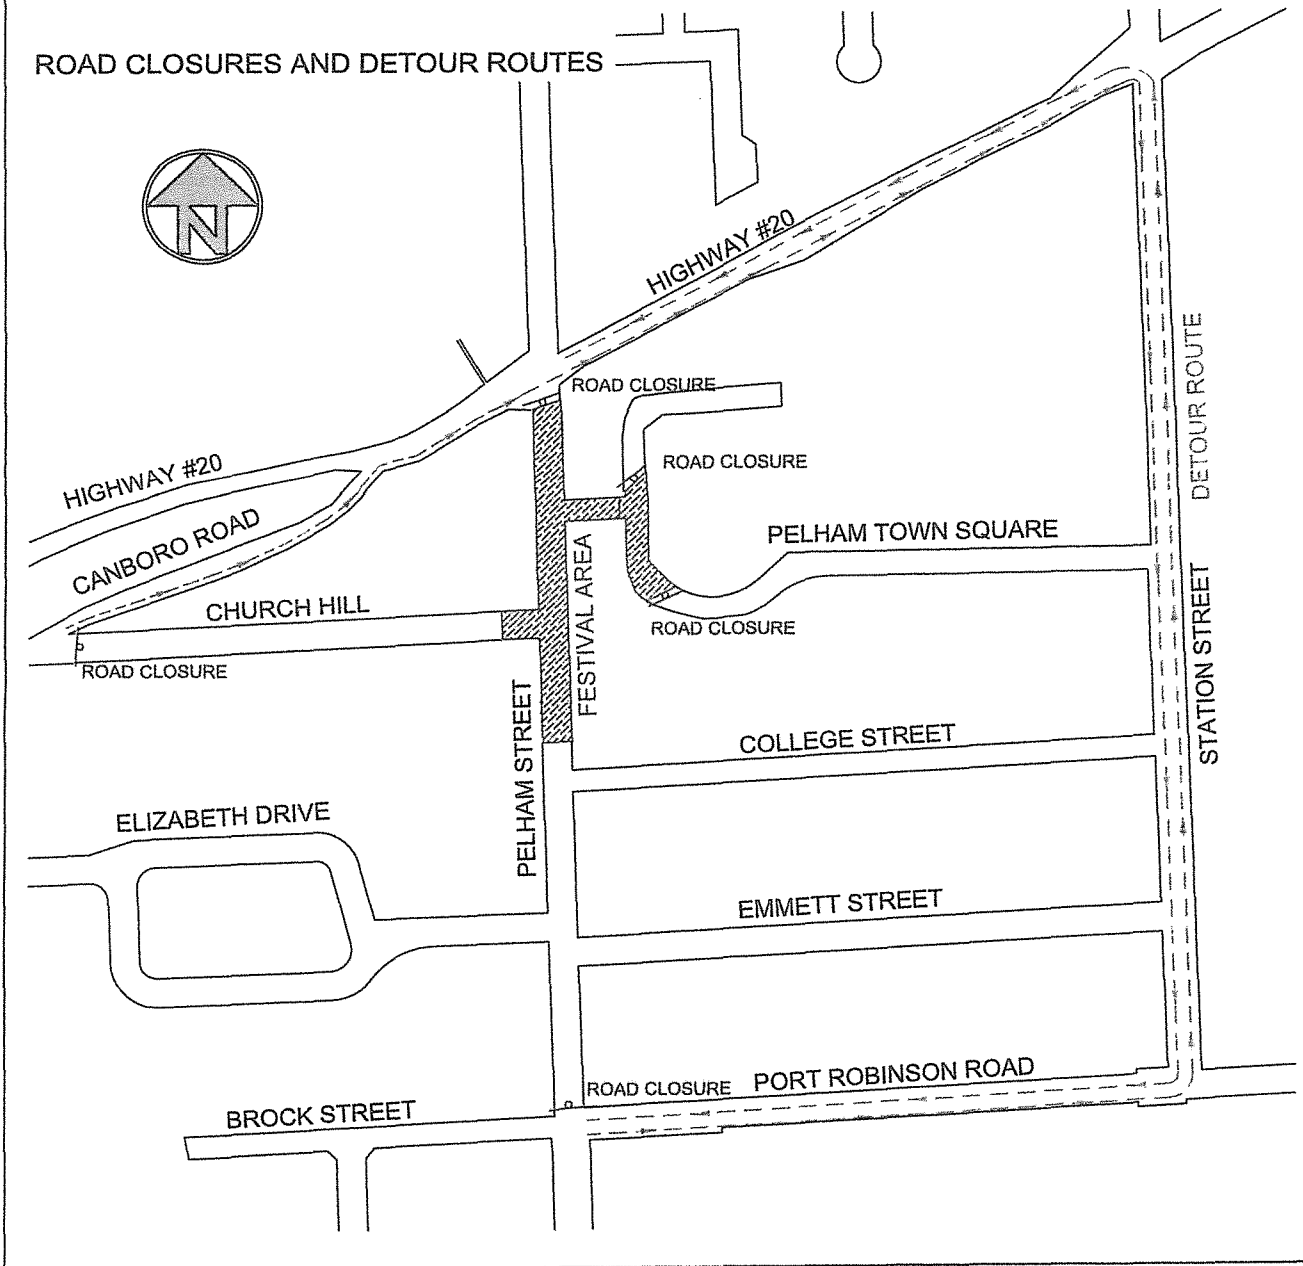 ROAD CLOSURES AND DETOUR ROUTES
N
HIGHWAY #20
ROAD CLOSURE
DETOUR ROUTE
HIGHWAY #20
ROAD CLOSURE
CANBORO ROAD
PELHAM TOWN SQUARE
CHURCH HILL
FESTIVAL AREA
ROAD CLOSURE
STATION STREET
ROAD CLOSURE
PELHAM STREET
COLLEGE STREET
ELIZABETH DRIVE
EMMETT STREET
ROAD CLOSURE
PORT ROBINSON ROAD
BROCK STREET